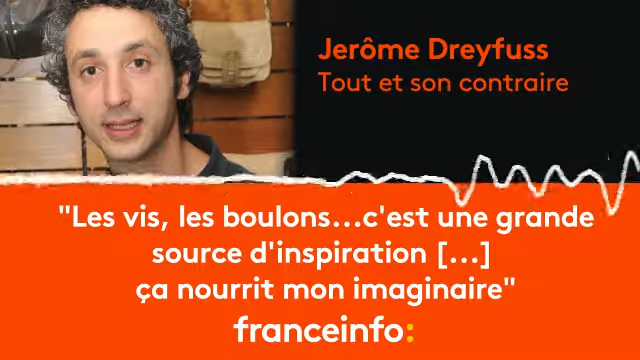 Jerôme Dreyfuss
Tout et son contraire
"Les vis, les boulons...c'est une grande
source d'inspiration [...]
ça nourrit mon imaginaire"
franceinfo: